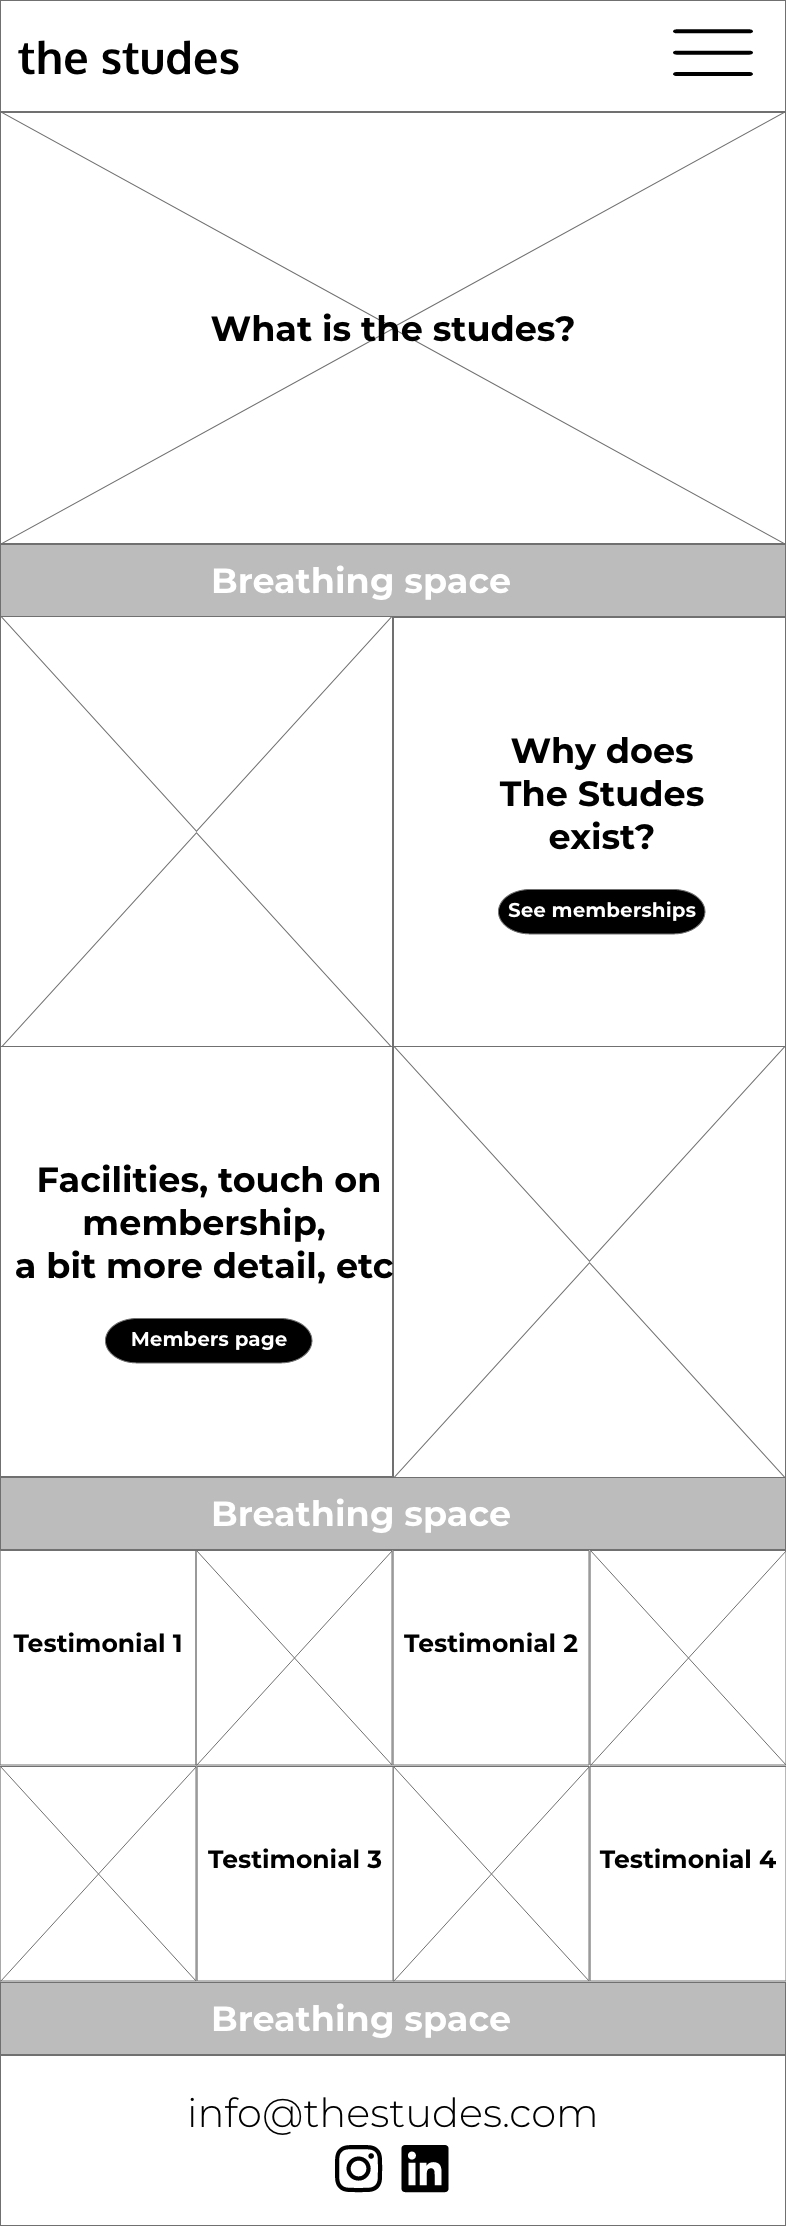 the studes
What is the studes?
Breathing space
Why does
The Studes
exist?
See memberships
Facilities, touch on
membership,
a bit more detail, etc
Members page
Breathing space
Testimonial 1
Testimonial 2
Testimonial 3
Testimonial 4
Breathing space
info@thestudes.com
in